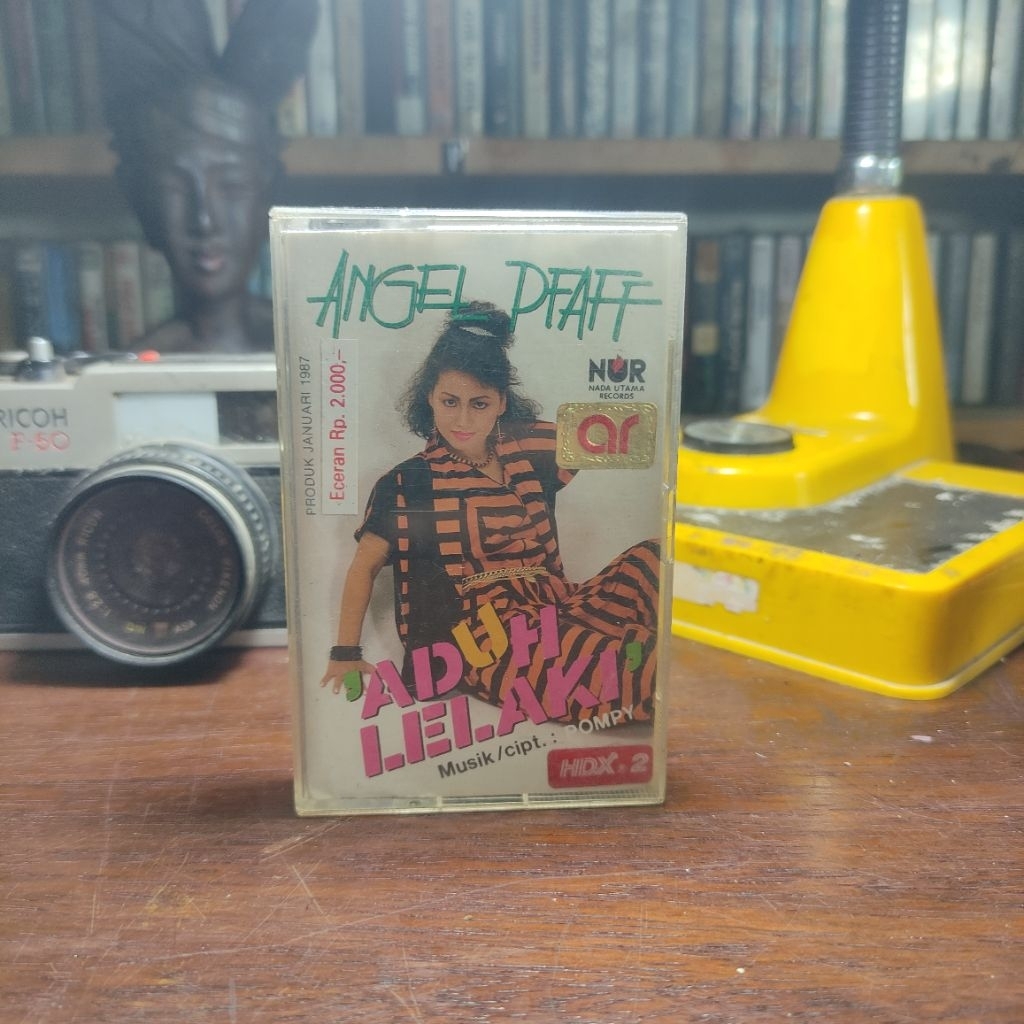 ANGEL PFAFF
PRODUK JANUARI 1987
Eceran Rp. 2.000,-
NUR
NADA UTAMA
RECORDS
ar
'ADUH
LELAKI'
Musik/cipt. : POMPY
HDX • 2
RICOH
F-50